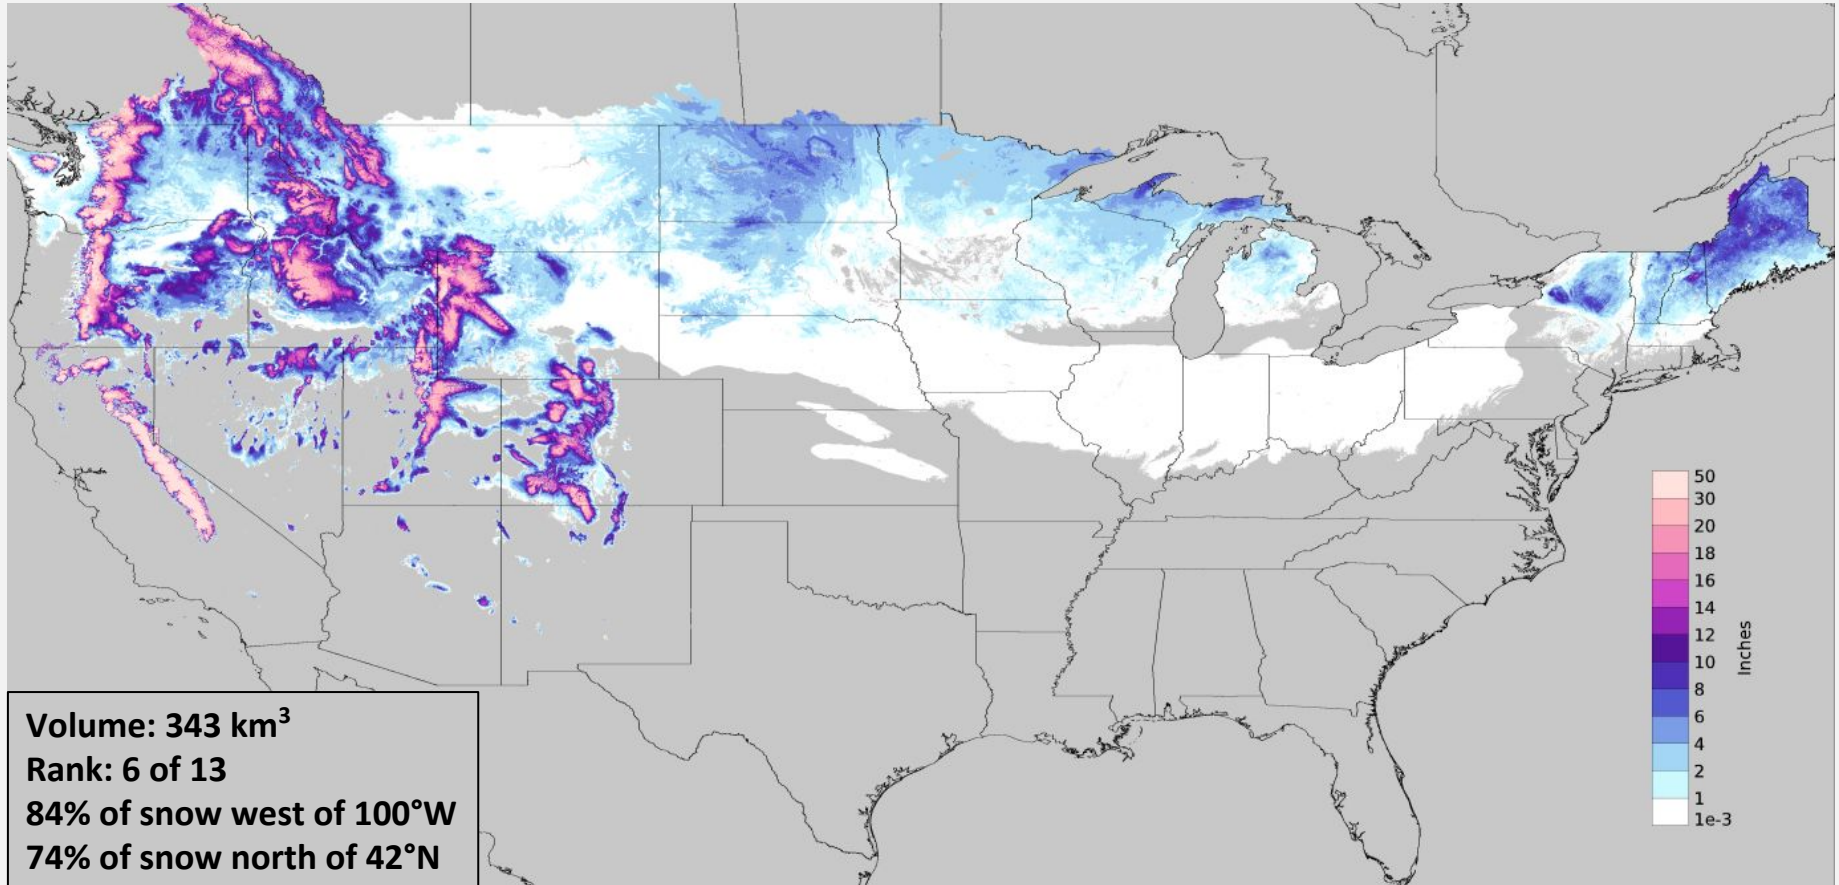 50
30
20
18
16
14
12
10
8
6
4
2
1
1e-3
Inches
Volume: 343 km³
Rank: 6 of 13
84% of snow west of 100°W
74% of snow north of 42°N